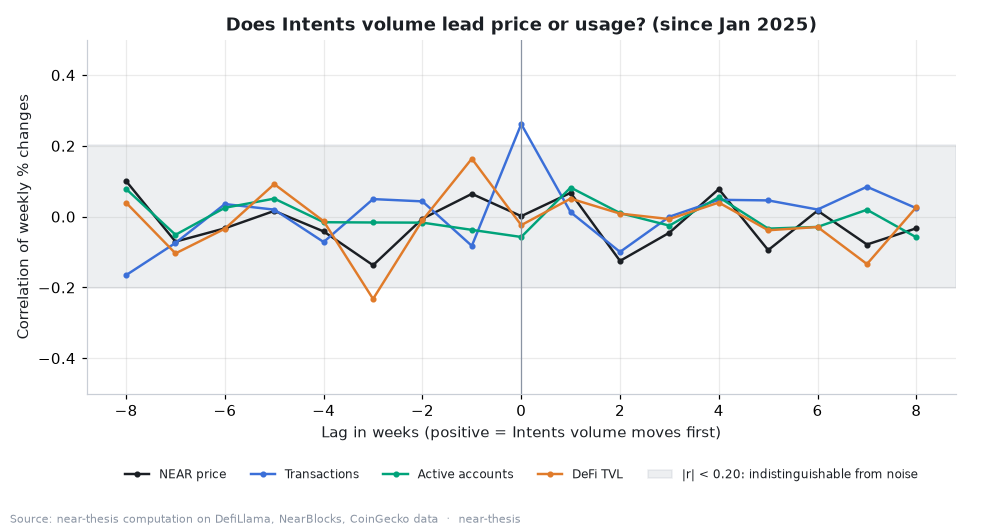 Does Intents volume lead price or usage? (since Jan 2025)
Correlation of weekly % changes
0.4
0.2
0.0
−0.2
−0.4
−8
−6
−4
−2
0
2
4
6
8
Lag in weeks (positive = Intents volume moves first)
NEAR price
Transactions
Active accounts
DeFi TVL
|r| < 0.20: indistinguishable from noise
Source: near-thesis computation on DefiLlama, NearBlocks, CoinGecko data · near-thesis